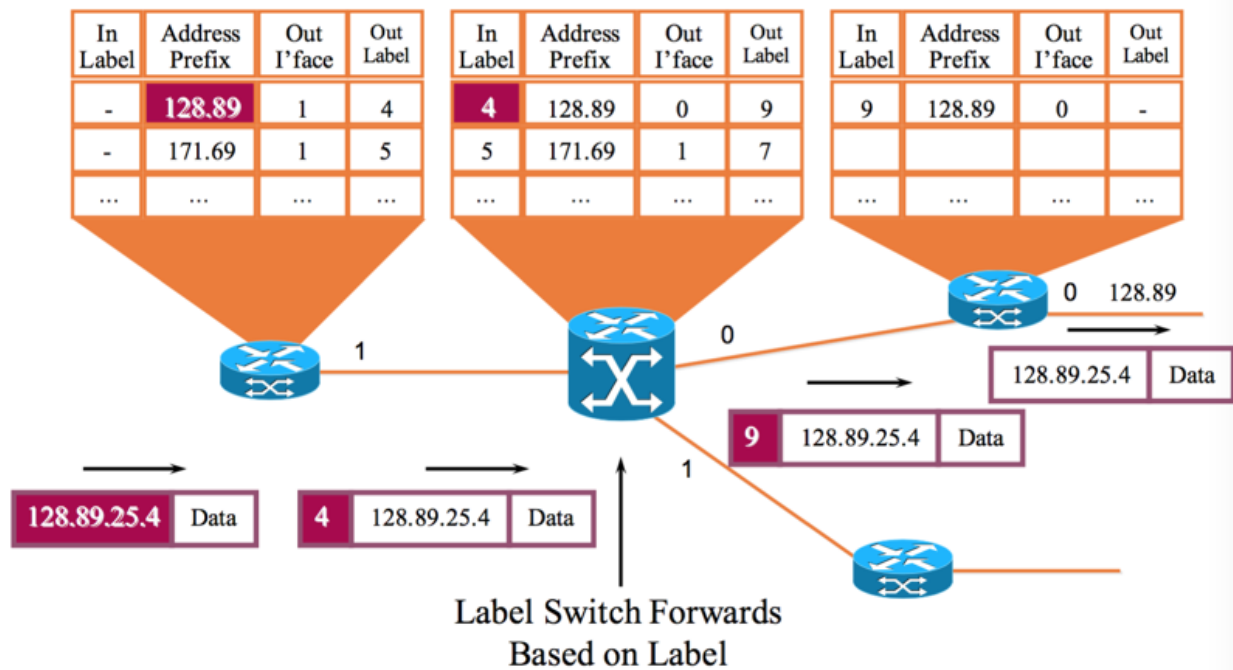 In Label Address Prefix Out I'face Out Label
- 128.89 1 4
- 171.69 1 5
... ... ... ...
In Label Address Prefix Out I'face Out Label
4 128.89 0 9
5 171.69 1 7
... ... ... ...
In Label Address Prefix Out I'face Out Label
9 128.89 0 -
... ... ... ...
0 128.89
1
0
128.89.25.4 Data
9 128.89.25.4 Data
1
128.89.25.4 Data
4 128.89.25.4 Data
Label Switch Forwards
Based on Label